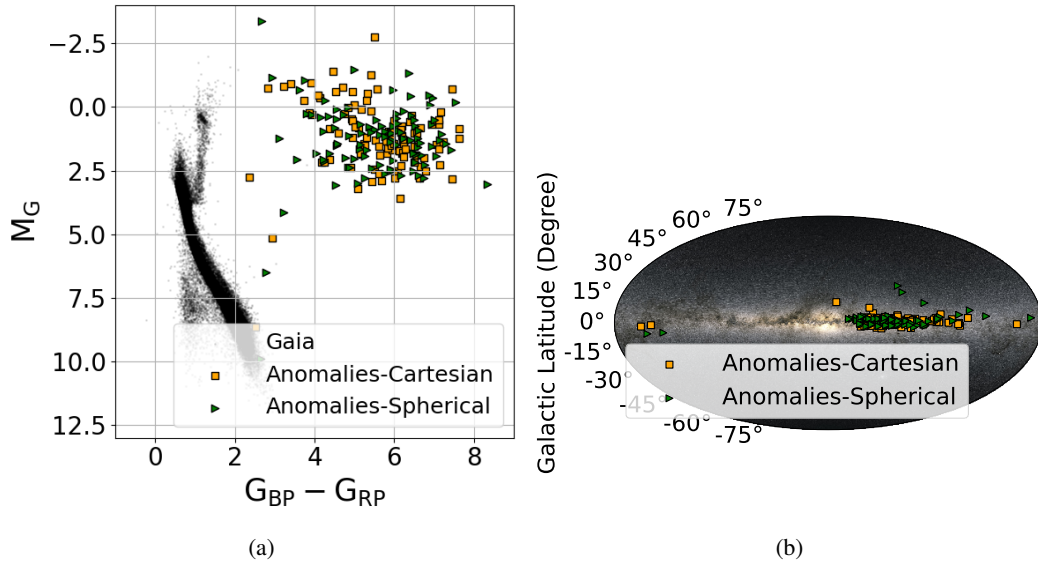 −2.5
0.0
2.5
5.0
7.5
10.0
12.5
M_G
0 2 4 6 8
G_BP − G_RP
Gaia
Anomalies-Cartesian
Anomalies-Spherical
(a)
Galactic Latitude (Degree)
75°
60°
45°
30°
15°
0°
-15°
-30°
-45°
-60°
-75°
Anomalies-Cartesian
Anomalies-Spherical
(b)